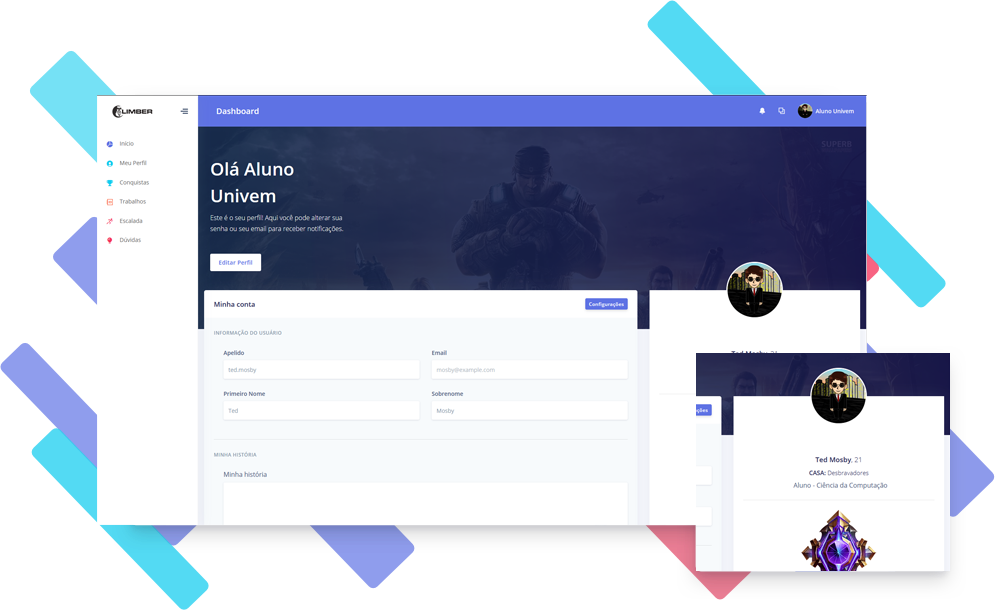 CLIMBER
Dashboard
Aluno Univem
Início
Meu Perfil
Conquistas
Trabalhos
Escalada
Dúvidas
SUPERB
Olá Aluno
Univem
Este é o seu perfil! Aqui você pode alterar sua
senha ou seu email para receber notificações.
Editar Perfil
Minha conta
Configurações
INFORMAÇÃO DO USUÁRIO
Apelido
Email
ted.mosby
mosby@example.com
Primeiro Nome
Sobrenome
Ted
Mosby
MINHA HISTÓRIA
Minha história
Ted Mosby, 21
ções
Ted Mosby, 21
CASA: Desbravadores
Aluno - Ciência da Computação